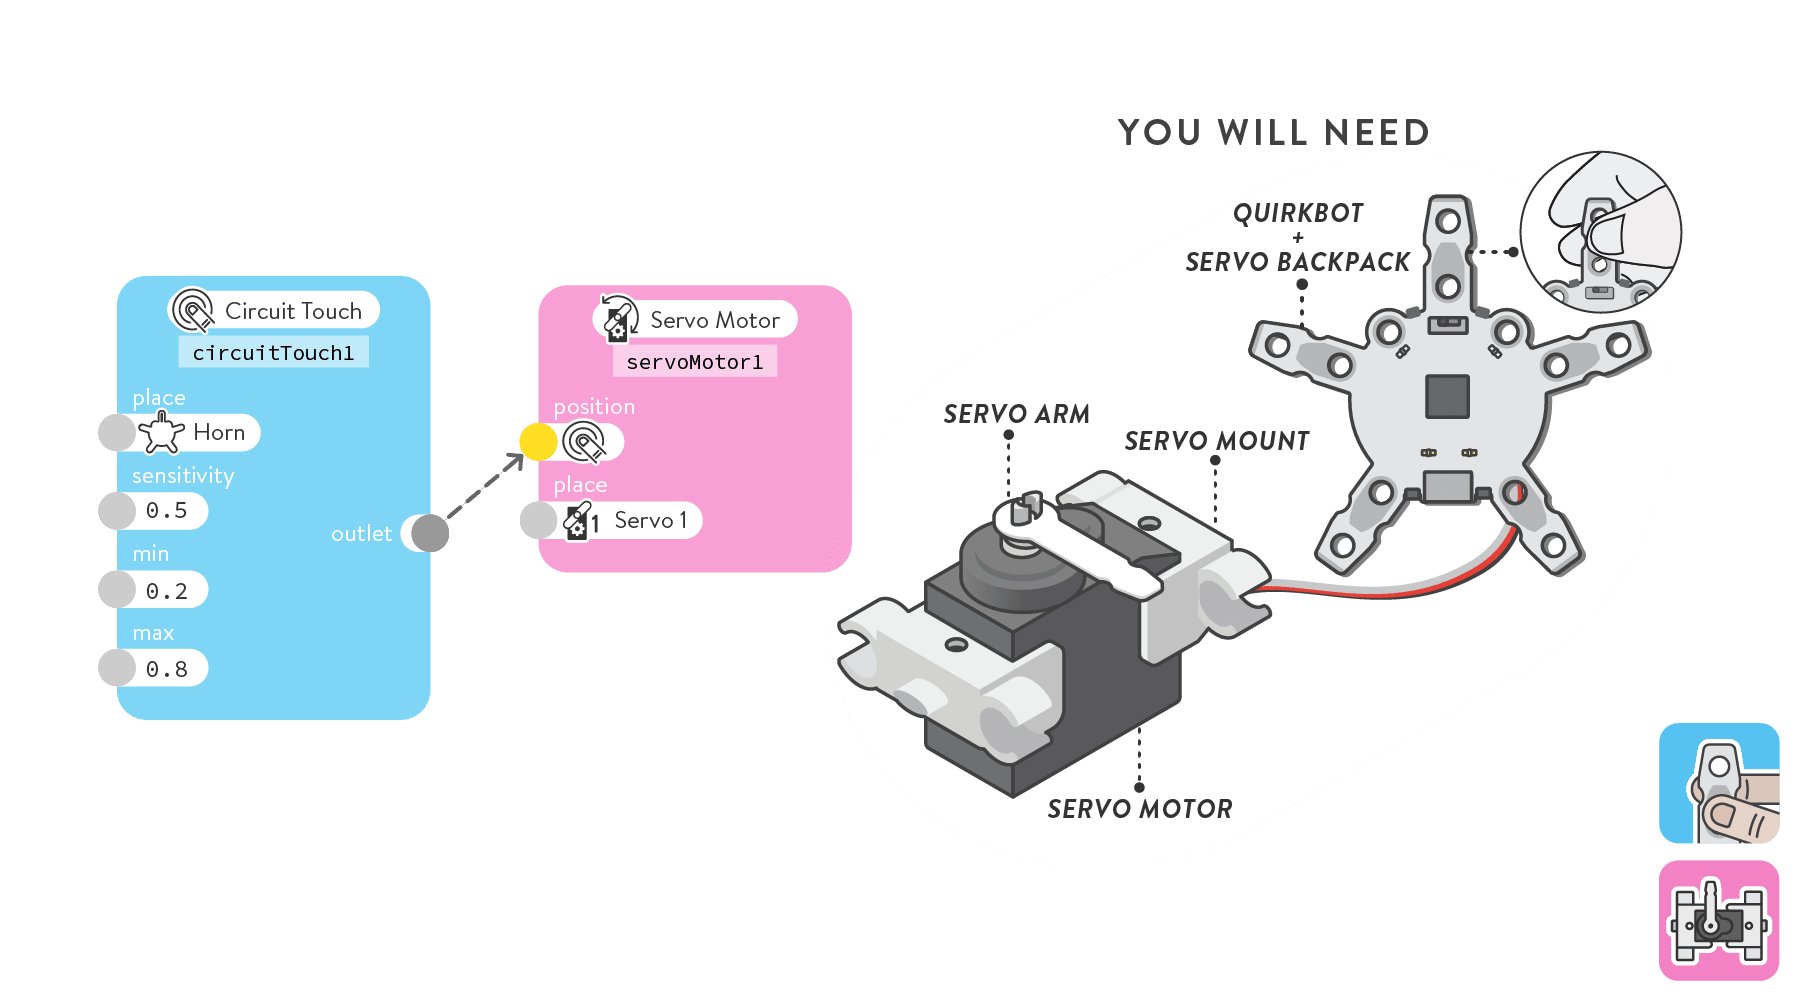 YOU WILL NEED
QUIRKBOT
+
SERVO BACKPACK
Circuit Touch
circuitTouch1
place
Horn
sensitivity
0.5
outlet
min
0.2
max
0.8
Servo Motor
servoMotor1
position
place
1
Servo 1
SERVO ARM
SERVO MOUNT
SERVO MOTOR